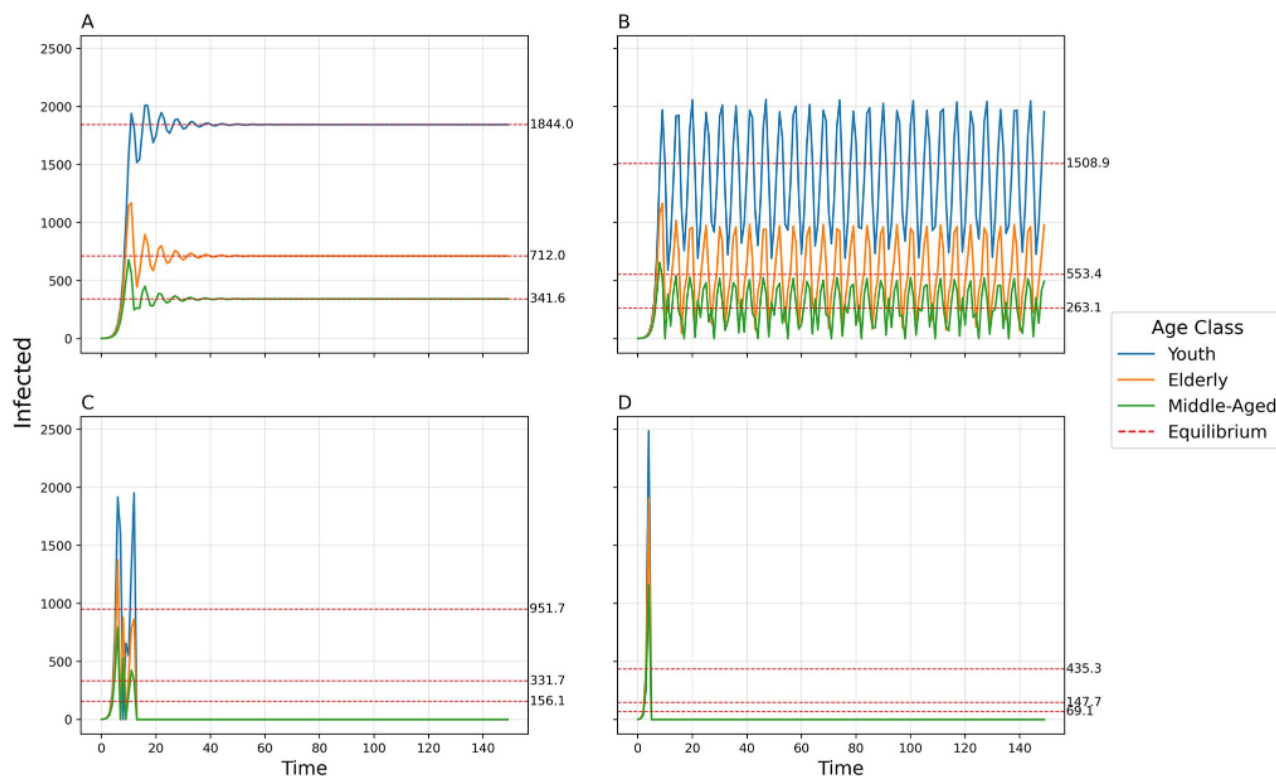 A
B
2500
2000
1500
1000
500
0
1844.0
712.0
341.6
1508.9
553.4
263.1
Infected
Age Class
Youth
Elderly
Middle-Aged
Equilibrium
C
D
2500
2000
1500
1000
500
0
951.7
331.7
156.1
435.3
147.7
69.1
0 20 40 60 80 100 120 140
0 20 40 60 80 100 120 140
Time
Time